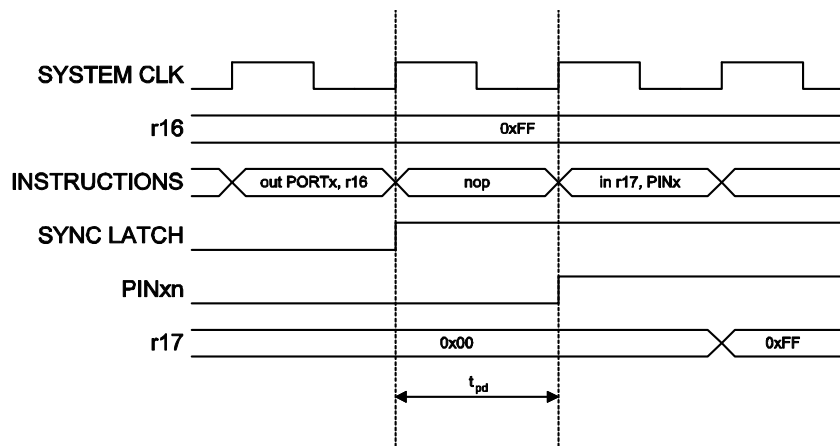 SYSTEM CLK
r16
0xFF
INSTRUCTIONS
out PORTx, r16
nop
in r17, PINx
SYNC LATCH
PINxn
r17
0x00
0xFF
tpd